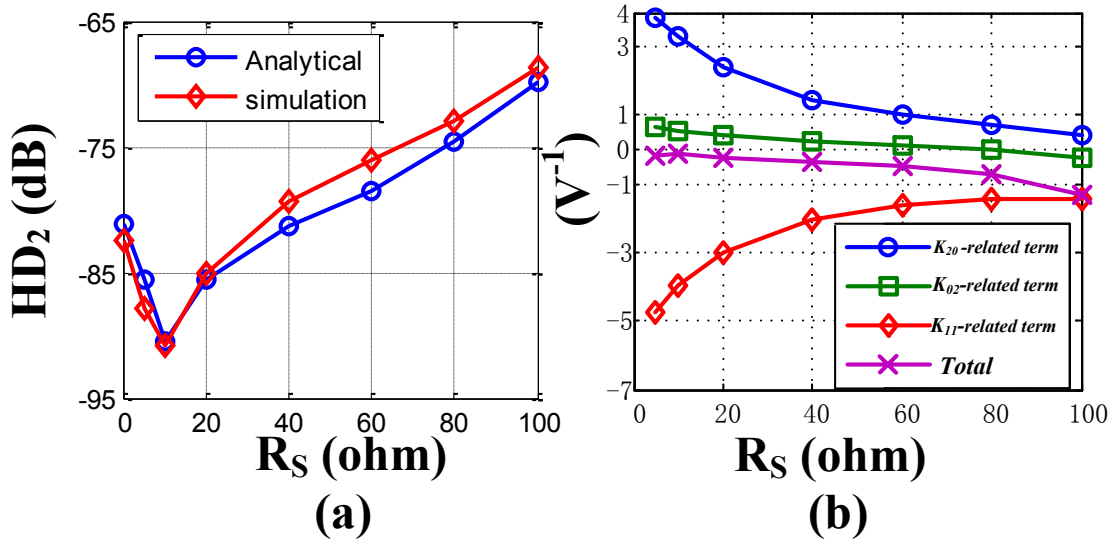 -65
-75
-85
-95
HD2 (dB)
Analytical
simulation
0 20 40 60 80 100
RS (ohm)
(a)
4
3
1
0
-1
-3
-5
-7
(V-1)
K20-related term
K02-related term
K11-related term
Total
0 20 40 60 80 100
RS (ohm)
(b)